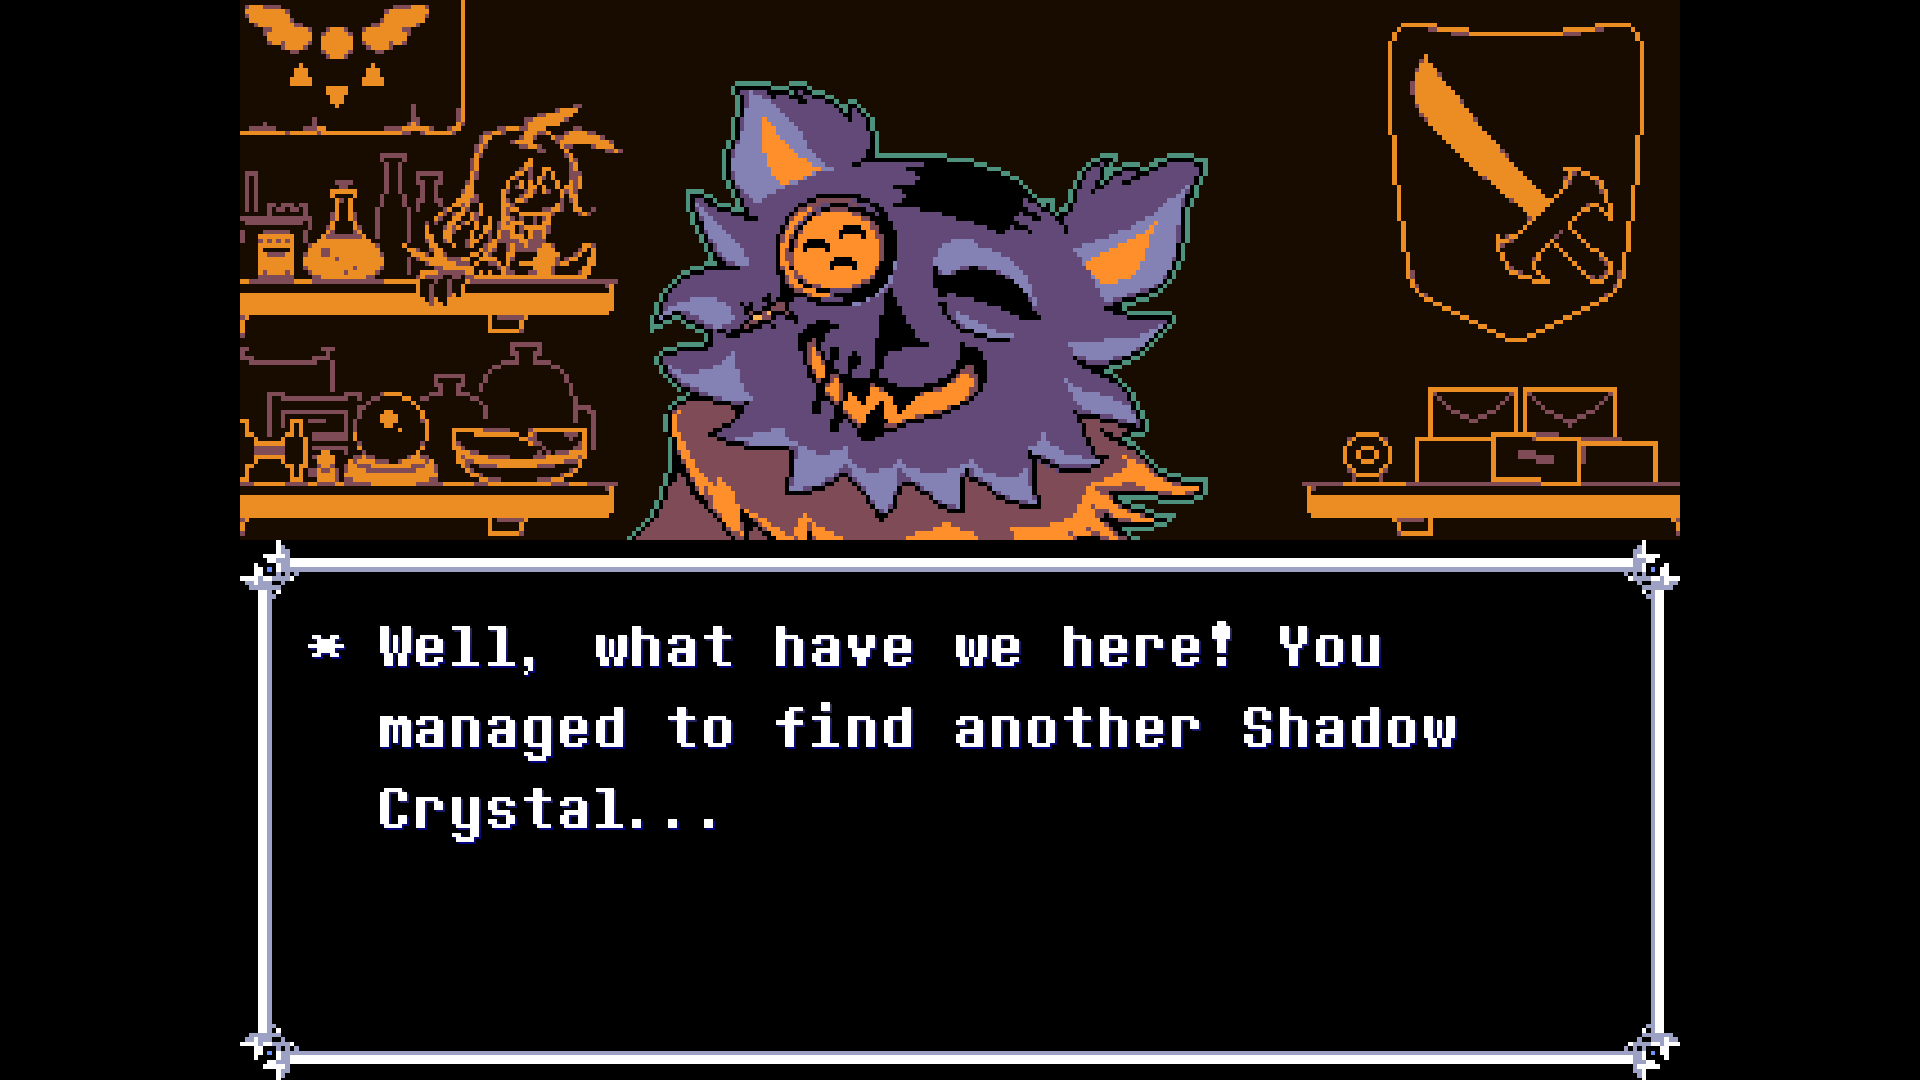 * Well, what have we here! You
managed to find another Shadow
Crystal...